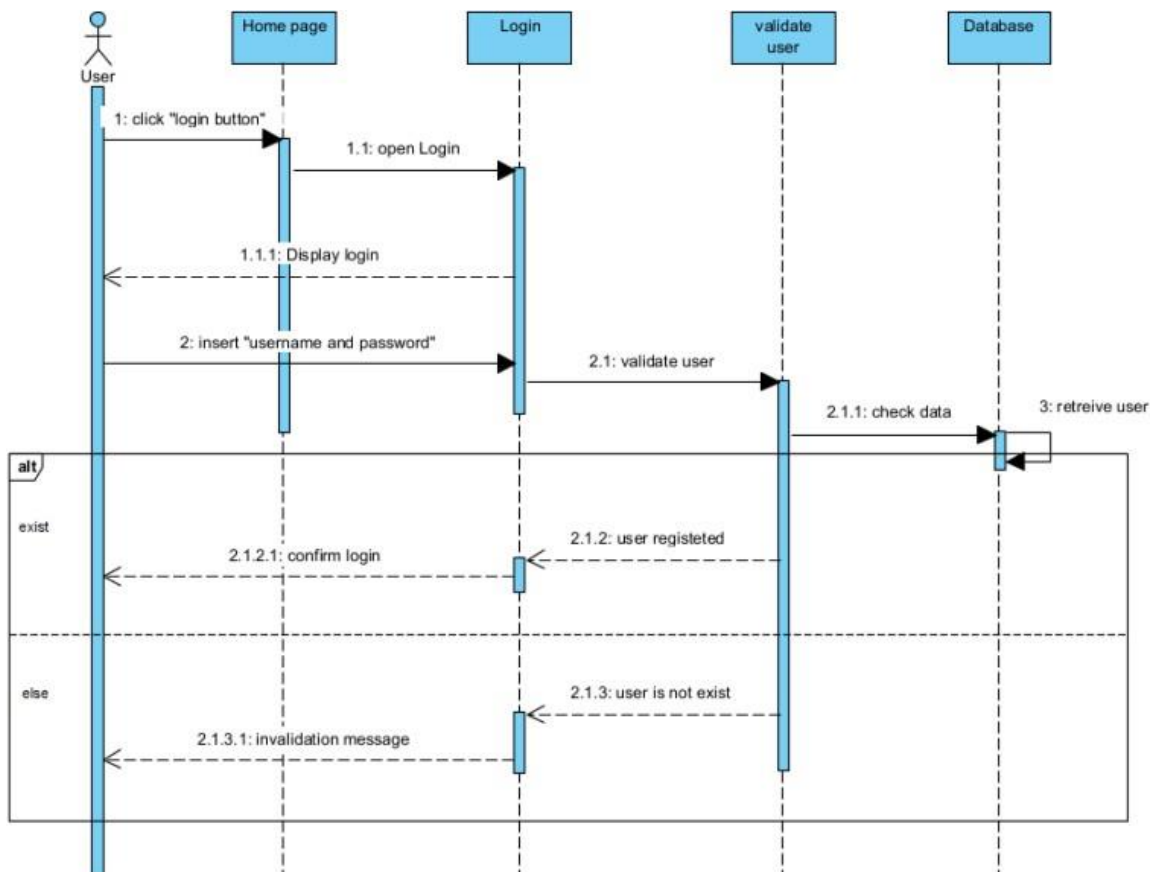 Home page
Login
validate
user
Database
User
1: click "login button"
1.1: open Login
1.1.1: Display login
2: insert "username and password"
2.1: validate user
2.1.1: check data
3: retreive user
alt
exist
2.1.2: user registeted
2.1.2.1: confirm login
else
2.1.3: user is not exist
2.1.3.1: invalidation message